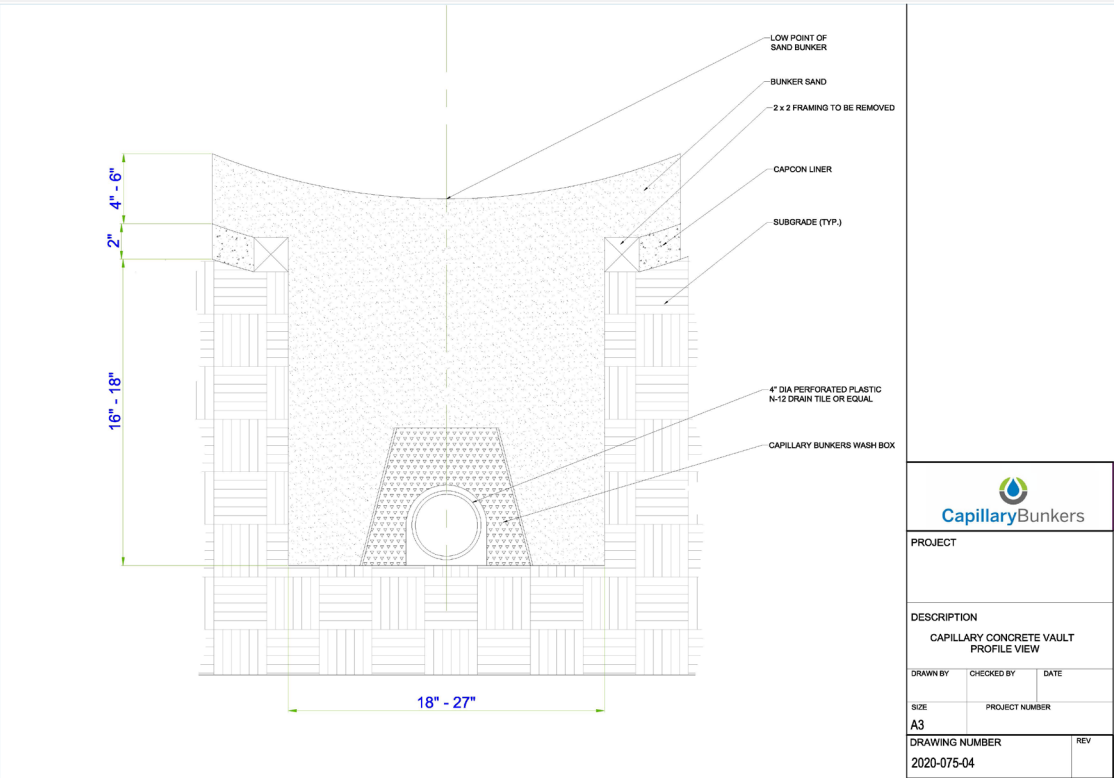 LOW POINT OF
SAND BUNKER
BUNKER SAND
2 x 2 FRAMING TO BE REMOVED
CAPCON LINER
SUBGRADE (TYP.)
4" - 6"
2"
16" - 18"
4" DIA PERFORATED PLASTIC
N-12 DRAIN TILE OR EQUAL
CAPILLARY BUNKERS WASH BOX
18" - 27"
CapillaryBunkers
PROJECT
DESCRIPTION
CAPILLARY CONCRETE VAULT
PROFILE VIEW
DRAWN BY CHECKED BY DATE
SIZE PROJECT NUMBER
A3
DRAWING NUMBER REV
2020-075-04